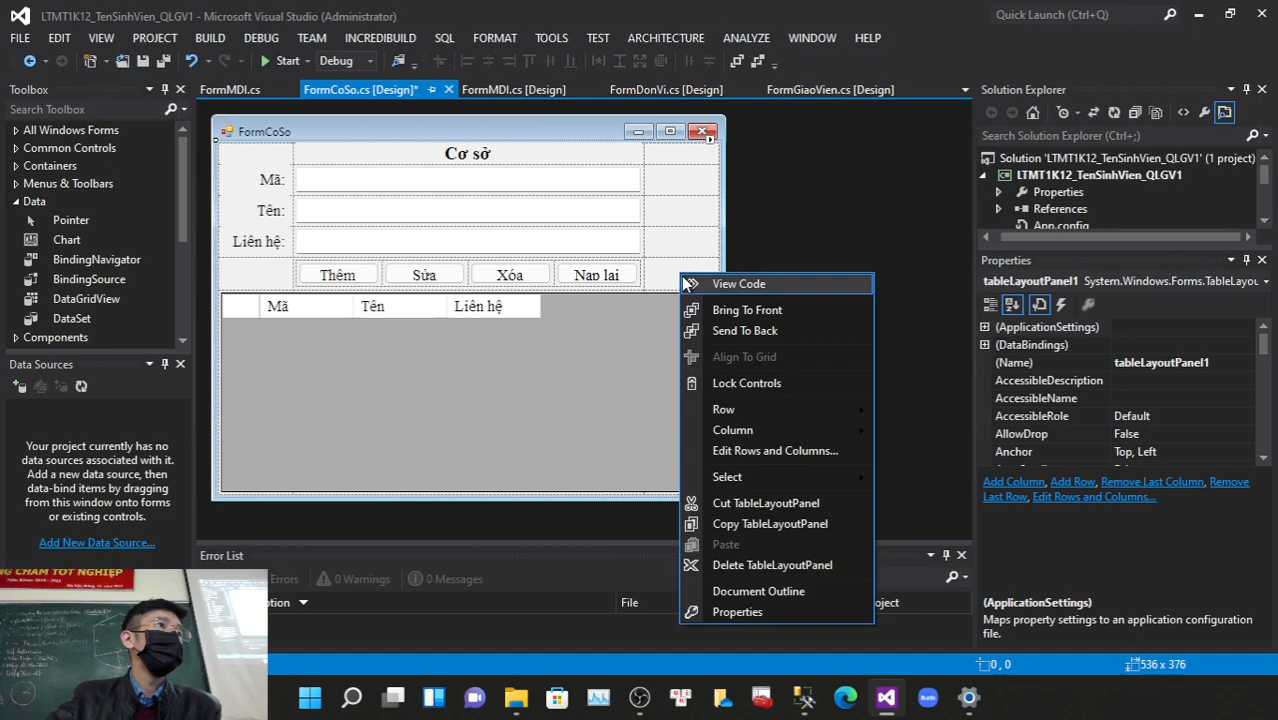 LTMT1K12_TenSinhVien_QLGV1 - Microsoft Visual Studio (Administrator)
Quick Launch (Ctrl+Q)
FILE EDIT VIEW PROJECT BUILD DEBUG TEAM INCREDIBUILD SQL FORMAT TOOLS TEST ARCHITECTURE ANALYZE WINDOW HELP
Start Debug
Toolbox
Search Toolbox
All Windows Forms
Common Controls
Containers
Menus & Toolbars
Data
Pointer
Chart
BindingNavigator
BindingSource
DataGridView
DataSet
Components
Data Sources
Your project currently has no
data sources associated with it.
Add a new data source, then
data-bind items by dragging
from this window onto forms
or existing controls.
Add New Data Source...
FormMDI.cs FormCoSo.cs [Design]* FormMDI.cs [Design] FormDonVi.cs [Design] FormGiaoVien.cs [Design]
FormCoSo
Cơ sở
Mã:
Tên:
Liên hệ:
Thêm Sửa Xóa Nạp lại
Mã Tên Liên hệ
View Code
Bring To Front
Send To Back
Align To Grid
Lock Controls
Row
Column
Edit Rows and Columns...
Select
Cut TableLayoutPanel
Copy TableLayoutPanel
Paste
Delete TableLayoutPanel
Document Outline
Properties
Error List
Errors 0 Warnings 0 Messages
File
Solution Explorer
Search Solution Explorer (Ctrl+;)
Solution 'LTMT1K12_TenSinhVien_QLGV1' (1 project)
LTMT1K12_TenSinhVien_QLGV1
Properties
References
App.config
Properties
tableLayoutPanel1 System.Windows.Forms.TableLayou
(ApplicationSettings)
(DataBindings)
(Name) tableLayoutPanel1
AccessibleDescription
AccessibleName
AccessibleRole Default
AllowDrop False
Anchor Top, Left
Add Column, Add Row, Remove Last Column, Remove
Last Row, Edit Rows and Columns...
(ApplicationSettings)
Maps property settings to an application configuration
file.
0 , 0
536 x 376
NG CHẤM TỐT NGHIỆP